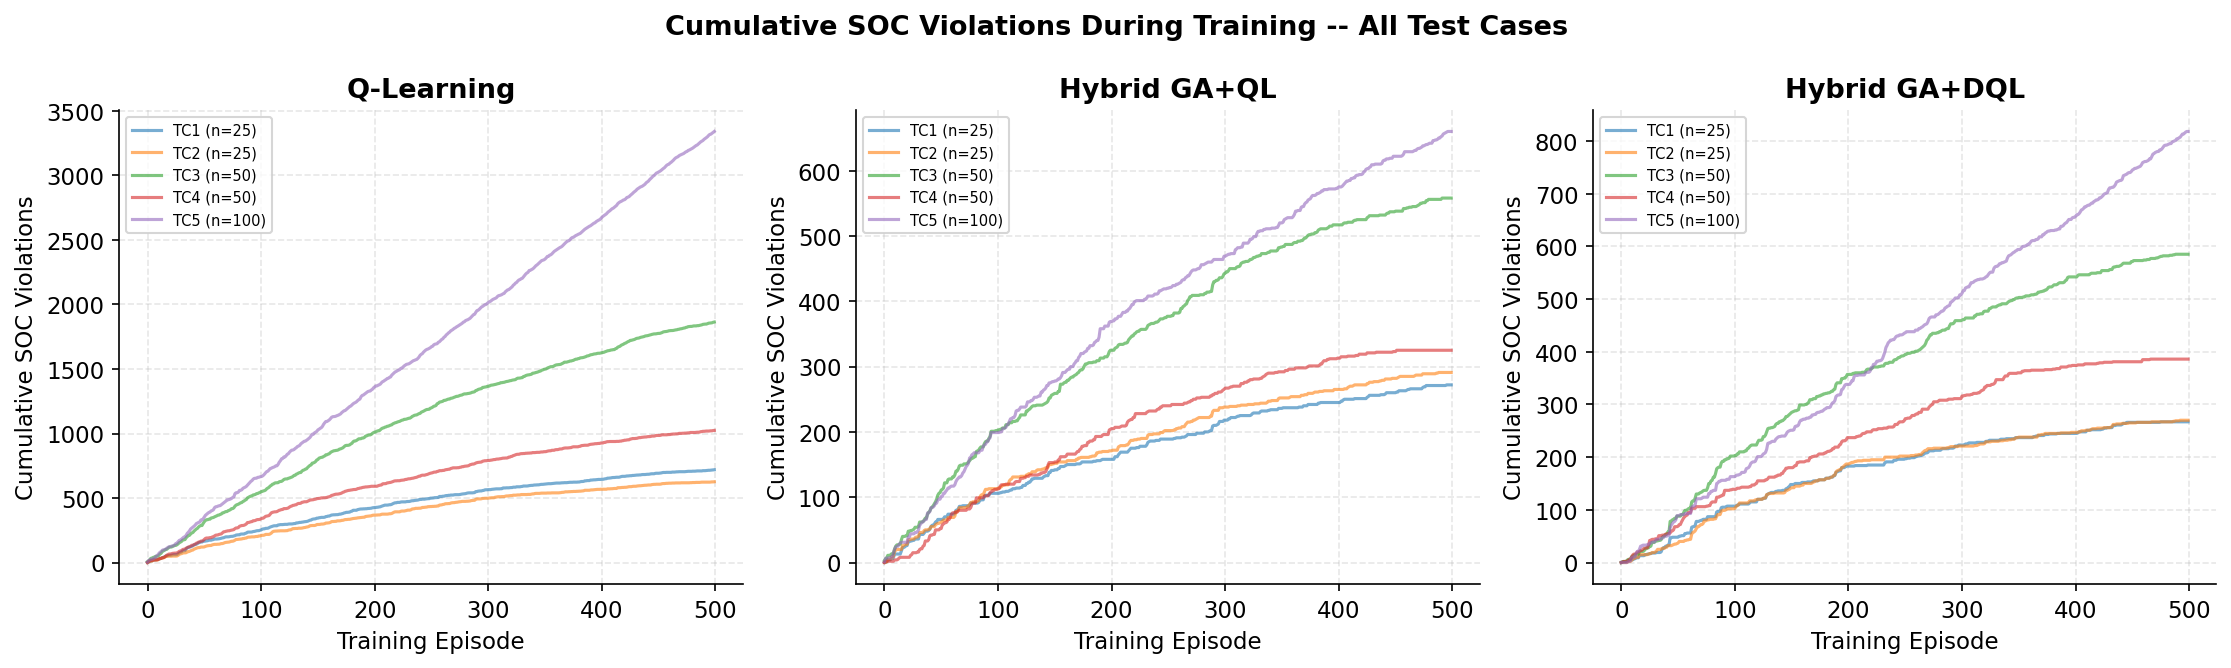 Cumulative SOC Violations During Training -- All Test Cases
Q-Learning
Cumulative SOC Violations
3500
3000
2500
2000
1500
1000
500
0
TC1 (n=25)
TC2 (n=25)
TC3 (n=50)
TC4 (n=50)
TC5 (n=100)
0 100 200 300 400 500
Training Episode
Hybrid GA+QL
Cumulative SOC Violations
600
500
400
300
200
100
0
TC1 (n=25)
TC2 (n=25)
TC3 (n=50)
TC4 (n=50)
TC5 (n=100)
0 100 200 300 400 500
Training Episode
Hybrid GA+DQL
Cumulative SOC Violations
800
700
600
500
400
300
200
100
0
TC1 (n=25)
TC2 (n=25)
TC3 (n=50)
TC4 (n=50)
TC5 (n=100)
0 100 200 300 400 500
Training Episode